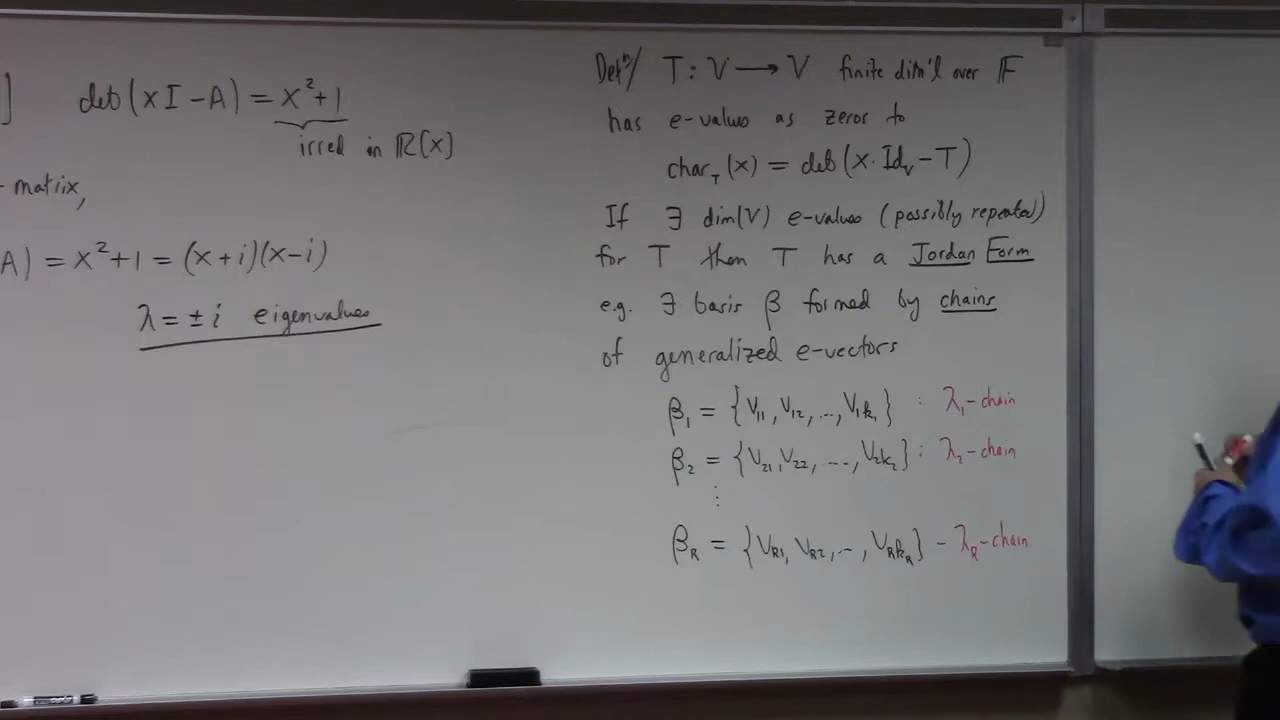 ] det(xI-A) = x²+1
irred in ℝ(x)
- matrix,
A) = x²+1 = (x+i)(x-i)
λ = ±i eigenvalues
Defⁿ/ T: V ⟶ V finite dim'l over 𝔽
has e-values as zeros to
char_T(x) = det(x·Id_V - T)
If ∃ dim(V) e-values (possibly repeated)
for T then T has a Jordan Form
e.g. ∃ basis β formed by chains
of generalized e-vectors
β₁ = {V₁₁, V₁₂, ..., V₁ₖ₁} : λ₁-chain
β₂ = {V₂₁, V₂₂, ..., V₂ₖ₂} : λ₂-chain
⋮
β_R = {V_R1, V_R2, ..., V_Rk_R} - λ_R-chain